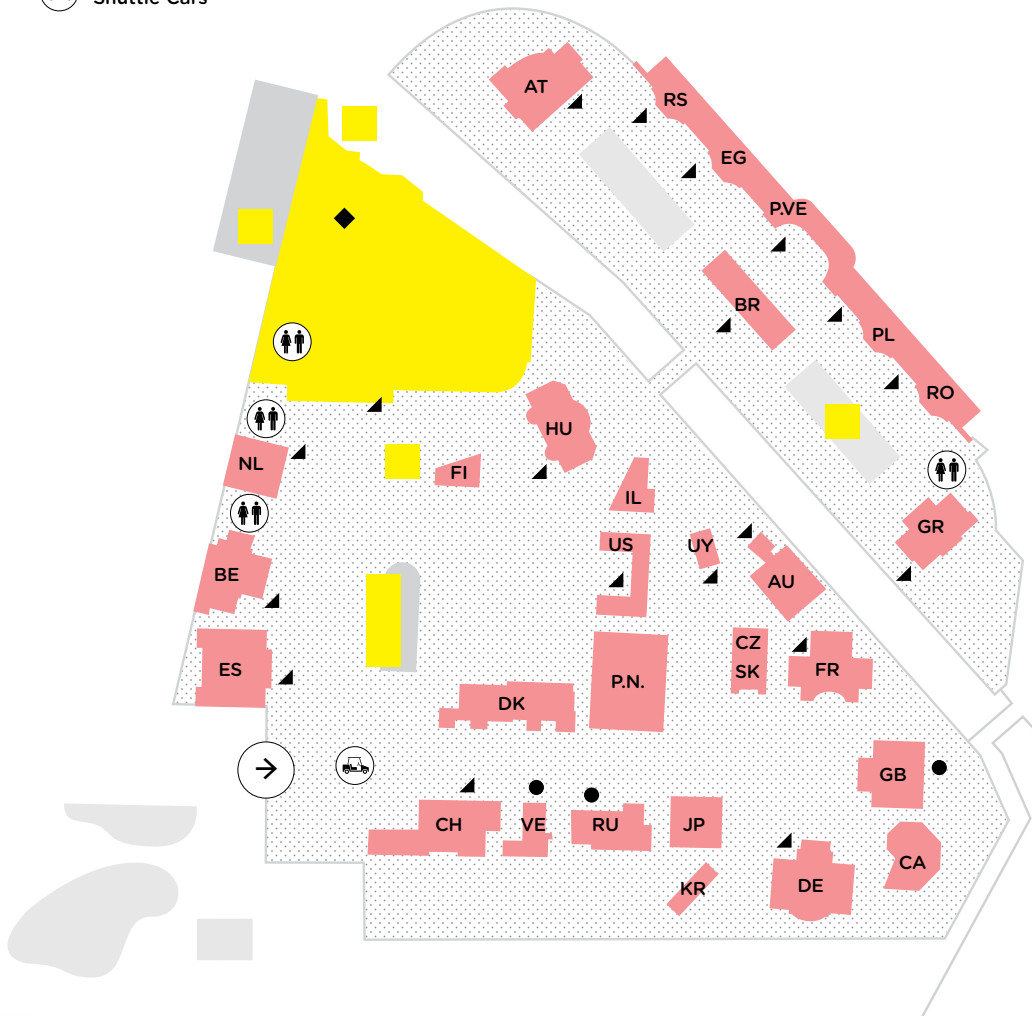 Shuttle Cars
AT
RS
EG
P.VE
BR
PL
RO
HU
NL
FI
IL
GR
US
UY
BE
AU
CZ
SK
ES
P.N.
FR
DK
GB
CH
VE
RU
JP
CA
KR
DE